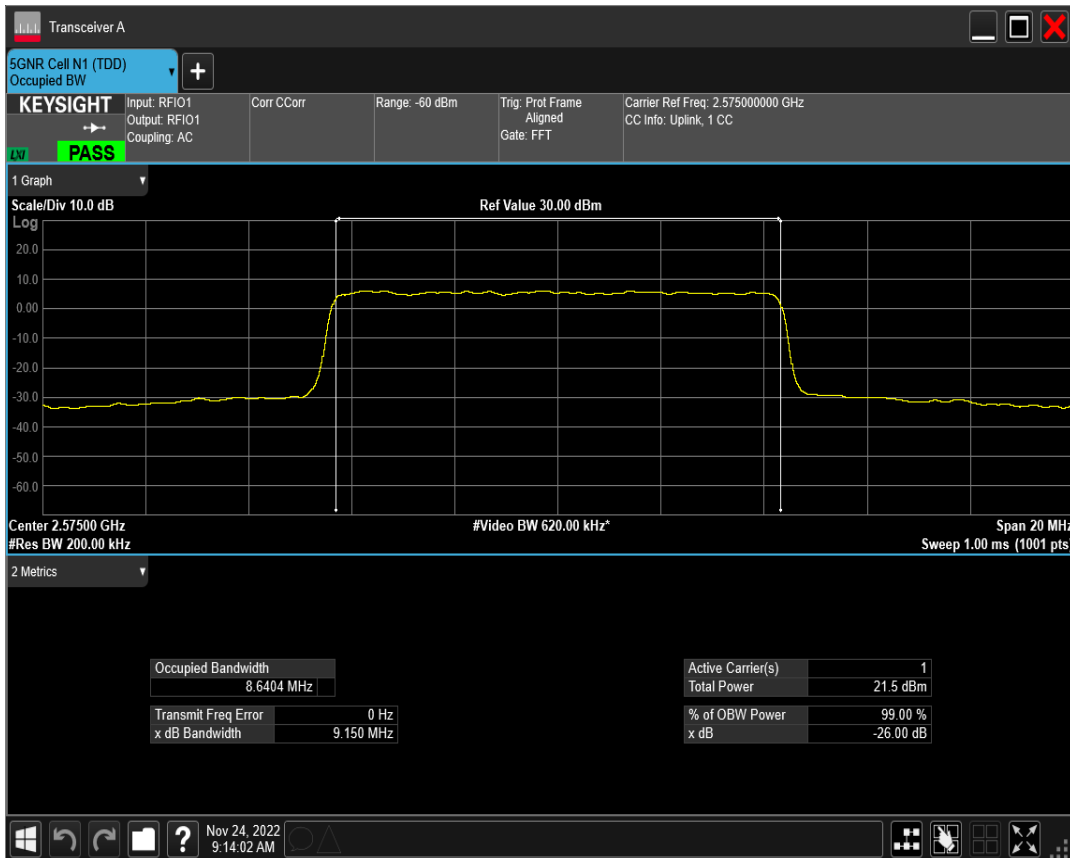 Transceiver A
5GNR Cell N1 (TDD)
Occupied BW
+
KEYSIGHT
LXI
PASS
Input: RFIO1
Output: RFIO1
Coupling: AC
Corr CCorr
Range: -60 dBm
Trig: Prot Frame
Aligned
Gate: FFT
Carrier Ref Freq: 2.575000000 GHz
CC Info: Uplink, 1 CC
1 Graph
Scale/Div 10.0 dB
Ref Value 30.00 dBm
Log
20.0
10.0
0.00
-10.0
-20.0
-30.0
-40.0
-50.0
-60.0
Center 2.57500 GHz
#Video BW 620.00 kHz*
Span 20 MHz
#Res BW 200.00 kHz
Sweep 1.00 ms (1001 pts)
2 Metrics
Occupied Bandwidth
8.6404 MHz
Transmit Freq Error 0 Hz
x dB Bandwidth 9.150 MHz
Active Carrier(s) 1
Total Power 21.5 dBm
% of OBW Power 99.00 %
x dB -26.00 dB
?
Nov 24, 2022
9:14:02 AM